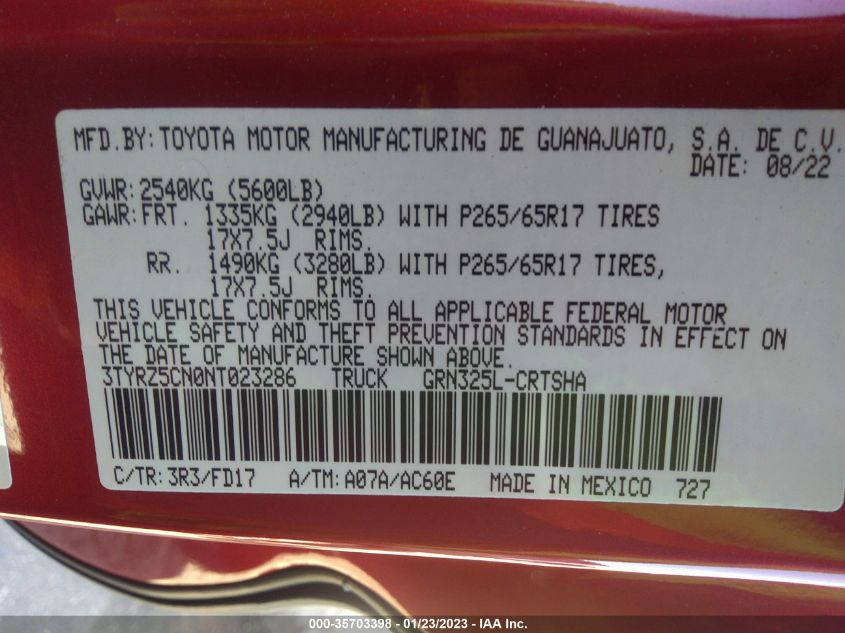 MFD.BY: TOYOTA MOTOR MANUFACTURING DE GUANAJUATO, S.A. DE C.V.
DATE: 08/22
GVWR: 2540KG (5600LB)
GAWR: FRT. 1335KG (2940LB) WITH P265/65R17 TIRES
17X7.5J RIMS.
RR. 1490KG (3280LB) WITH P265/65R17 TIRES,
17X7.5J RIMS.
THIS VEHICLE CONFORMS TO ALL APPLICABLE FEDERAL MOTOR
VEHICLE SAFETY AND THEFT PREVENTION STANDARDS IN EFFECT ON
THE DATE OF MANUFACTURE SHOWN ABOVE.
3TYRZ5CN0NT023286 TRUCK GRN325L-CRTSHA
C/TR: 3R3/FD17 A/TM: A07A/AC60E MADE IN MEXICO 727
000-35703398 - 01/23/2023 - IAA Inc.